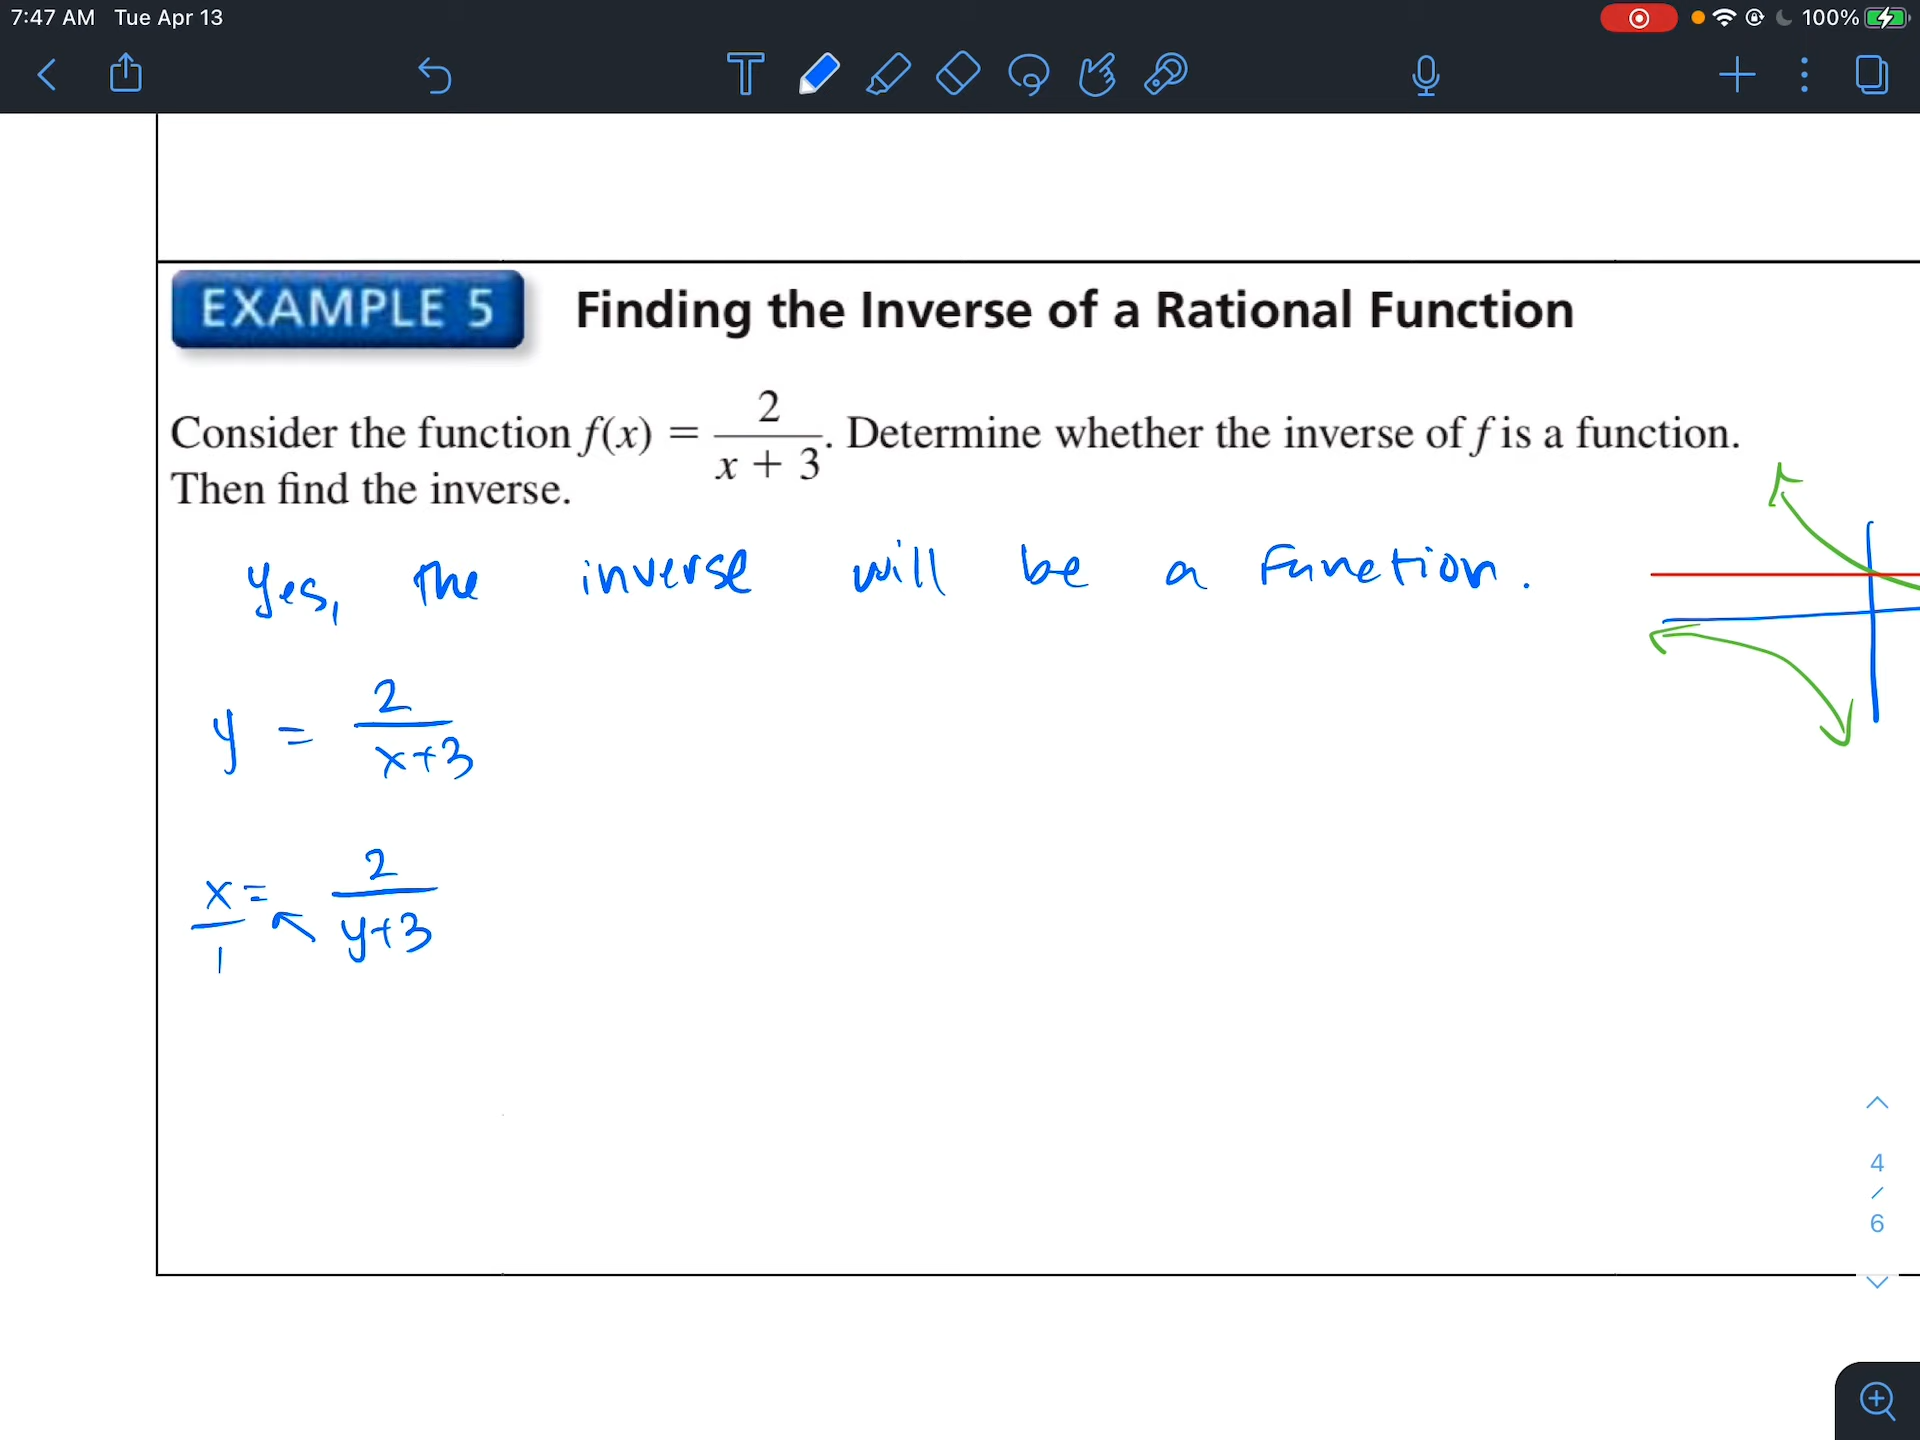 7:47 AM Tue Apr 13 100%
EXAMPLE 5 Finding the Inverse of a Rational Function
Consider the function f(x) = 2/(x + 3). Determine whether the inverse of f is a function.
Then find the inverse.
Yes, the inverse will be a function.
y = 2/(x+3)
x/1 = 2/(y+3)
4
/
6